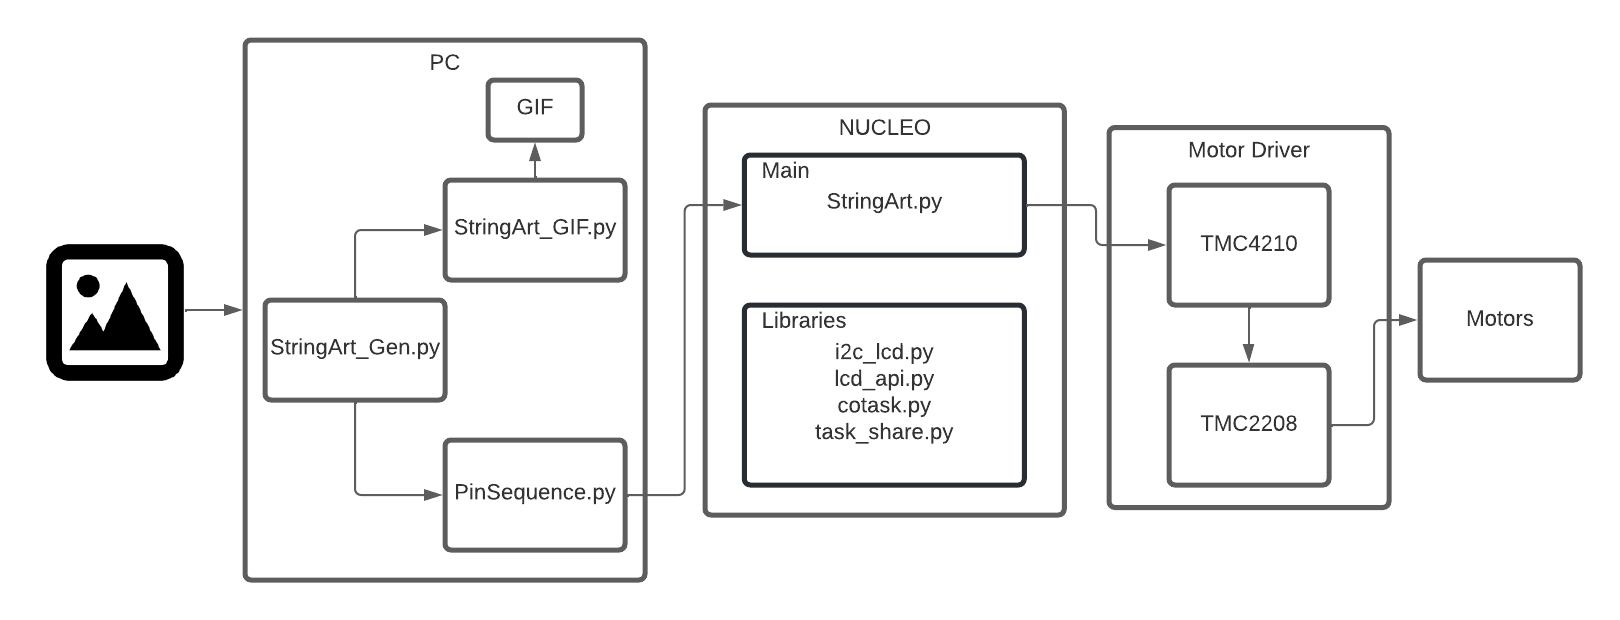 PC
GIF
StringArt_GIF.py
StringArt_Gen.py
PinSequence.py
NUCLEO
Main
StringArt.py
Libraries
i2c_lcd.py
lcd_api.py
cotask.py
task_share.py
Motor Driver
TMC4210
TMC2208
Motors